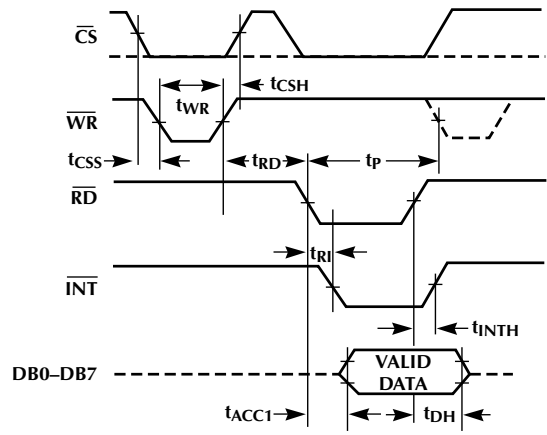 CS
tCSH
tWR
WR
tCSS
tRD
tP
RD
tRI
INT
tINTH
DB0–DB7
VALID
DATA
tACC1
tDH